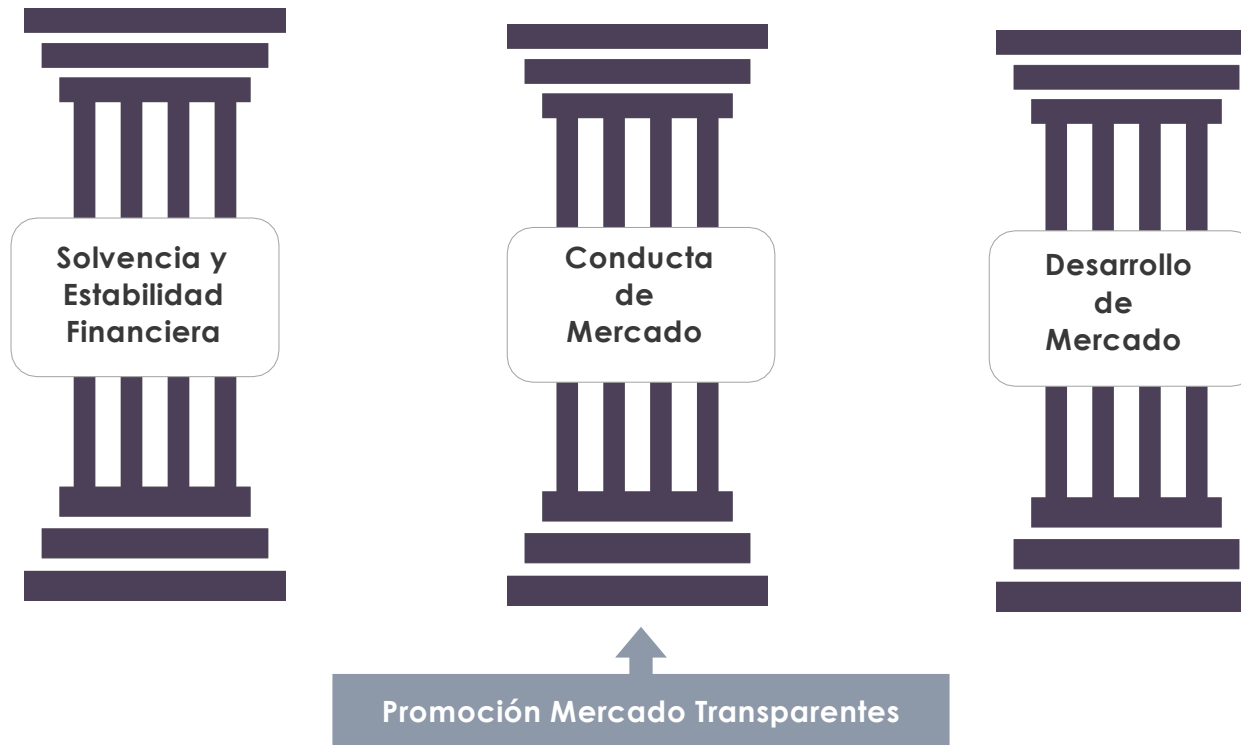 Solvencia y
Estabilidad
Financiera
Conducta
de
Mercado
Desarrollo
de
Mercado
Promoción Mercado Transparentes